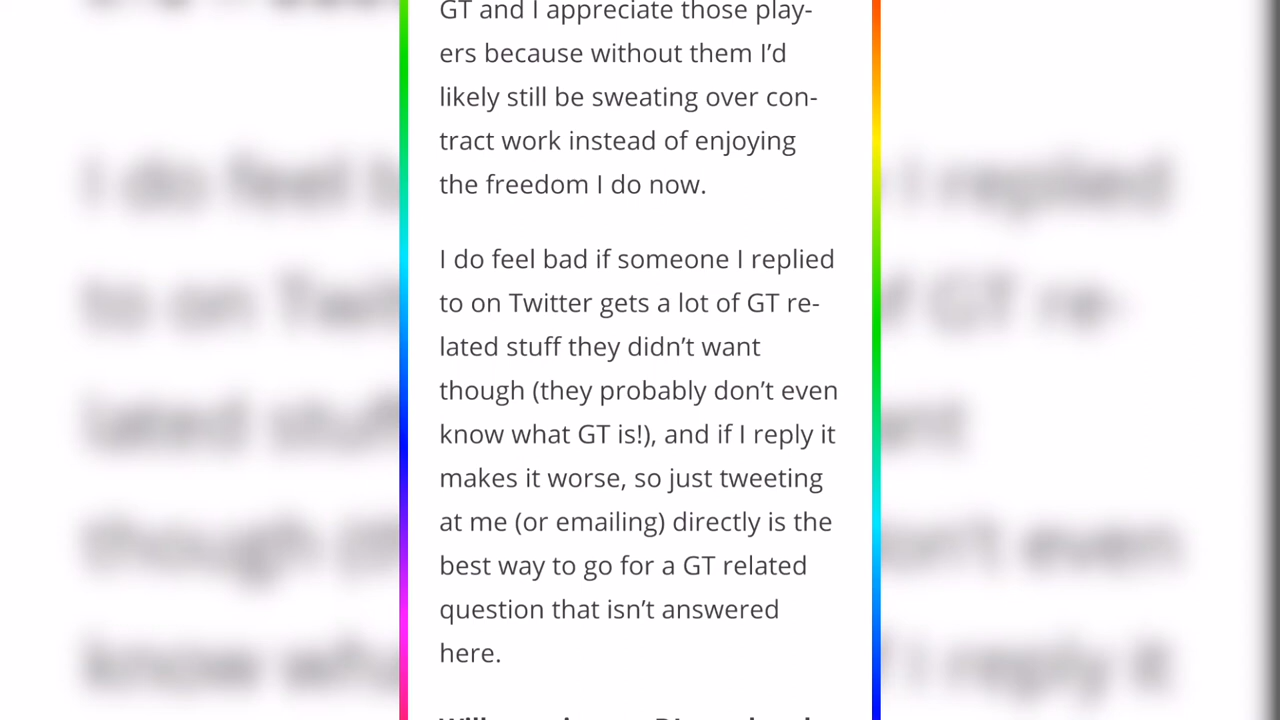 GT and I appreciate those play-
ers because without them I’d
likely still be sweating over con-
tract work instead of enjoying
the freedom I do now.
I do feel bad if someone I replied
to on Twitter gets a lot of GT re-
lated stuff they didn’t want
though (they probably don’t even
know what GT is!), and if I reply it
makes it worse, so just tweeting
at me (or emailing) directly is the
best way to go for a GT related
question that isn’t answered
here.